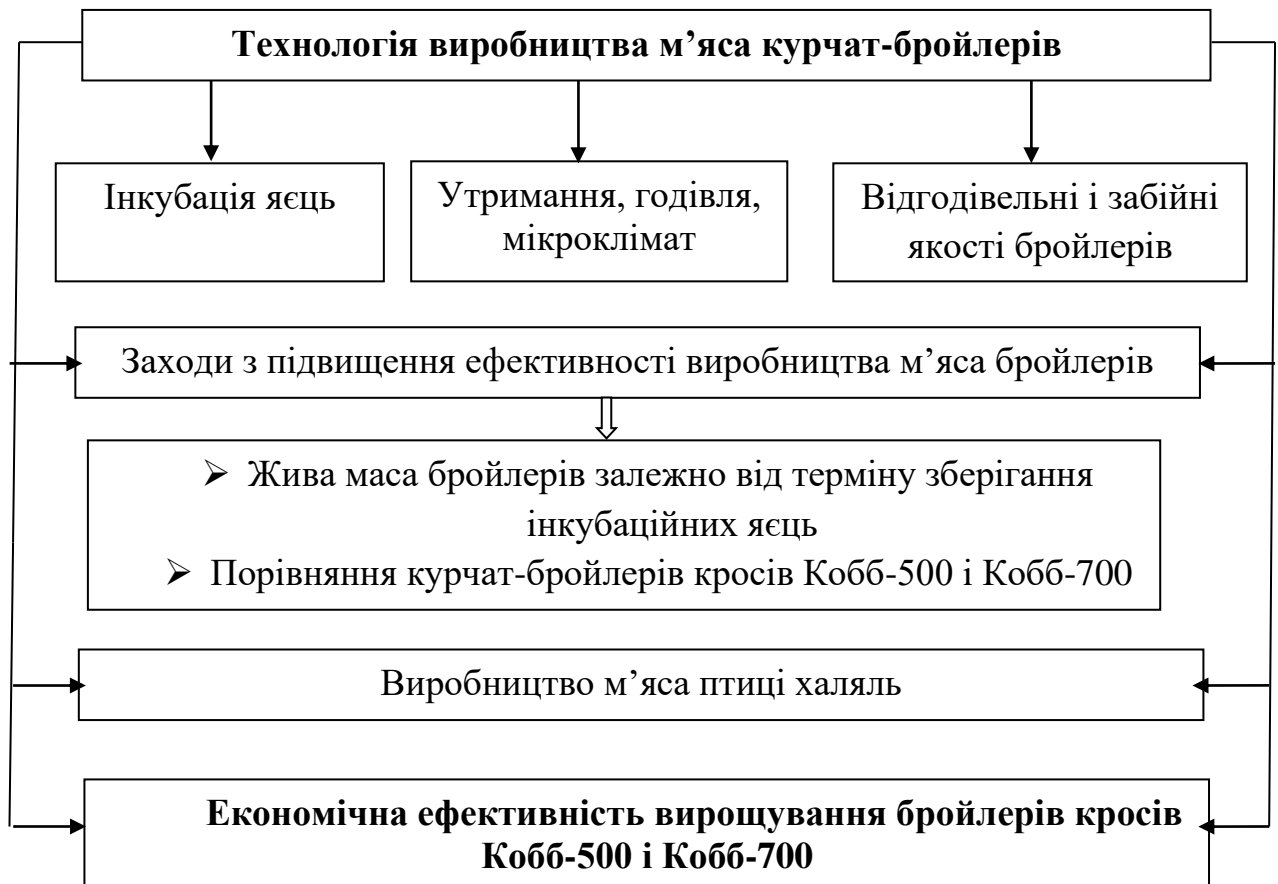 Технологія виробництва м’яса курчат-бройлерів
Інкубація яєць
Утримання, годівля,
мікроклімат
Відгодівельні і забійні
якості бройлерів
Заходи з підвищення ефективності виробництва м’яса бройлерів
➢ Жива маса бройлерів залежно від терміну зберігання
інкубаційних яєць
➢ Порівняння курчат-бройлерів кросів Кобб-500 і Кобб-700
Виробництво м’яса птиці халяль
Економічна ефективність вирощування бройлерів кросів
Кобб-500 і Кобб-700